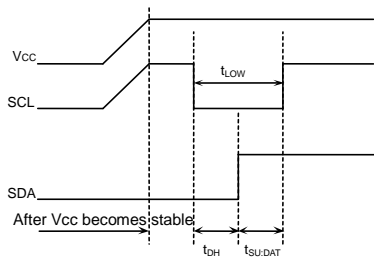 Vcc
tLOW
SCL
SDA
After Vcc becomes stable
tDH
tSU:DAT